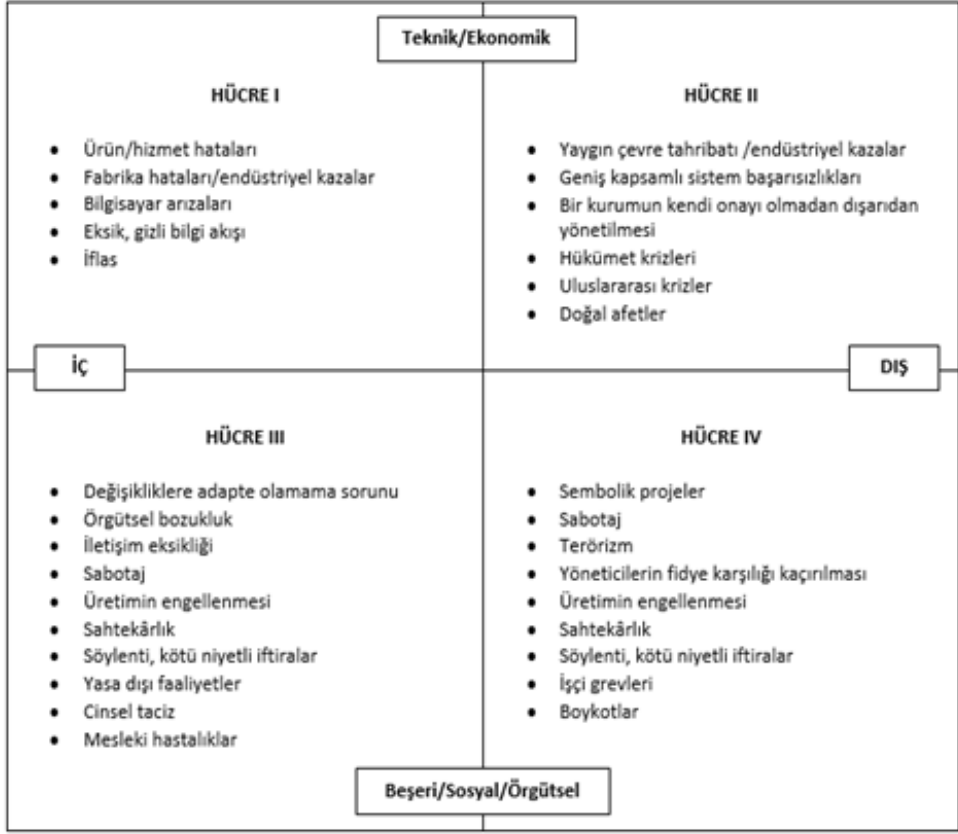 Teknik/Ekonomik
HÜCRE I
• Ürün/hizmet hataları
• Fabrika hataları/endüstriyel kazalar
• Bilgisayar arızaları
• Eksik, gizli bilgi akışı
• İflas
HÜCRE II
• Yaygın çevre tahribatı /endüstriyel kazalar
• Geniş kapsamlı sistem başarısızlıkları
• Bir kurumun kendi onayı olmadan dışarıdan
yönetilmesi
• Hükümet krizleri
• Uluslararası krizler
• Doğal afetler
İÇ
DIŞ
HÜCRE III
• Değişikliklere adapte olamama sorunu
• Örgütsel bozukluk
• İletişim eksikliği
• Sabotaj
• Üretimin engellenmesi
• Sahtekârlık
• Söylenti, kötü niyetli iftiralar
• Yasa dışı faaliyetler
• Cinsel taciz
• Mesleki hastalıklar
HÜCRE IV
• Sembolik projeler
• Sabotaj
• Terörizm
• Yöneticilerin fidye karşılığı kaçırılması
• Üretimin engellenmesi
• Sahtekârlık
• Söylenti, kötü niyetli iftiralar
• İşçi grevleri
• Boykotlar
Beşeri/Sosyal/Örgütsel